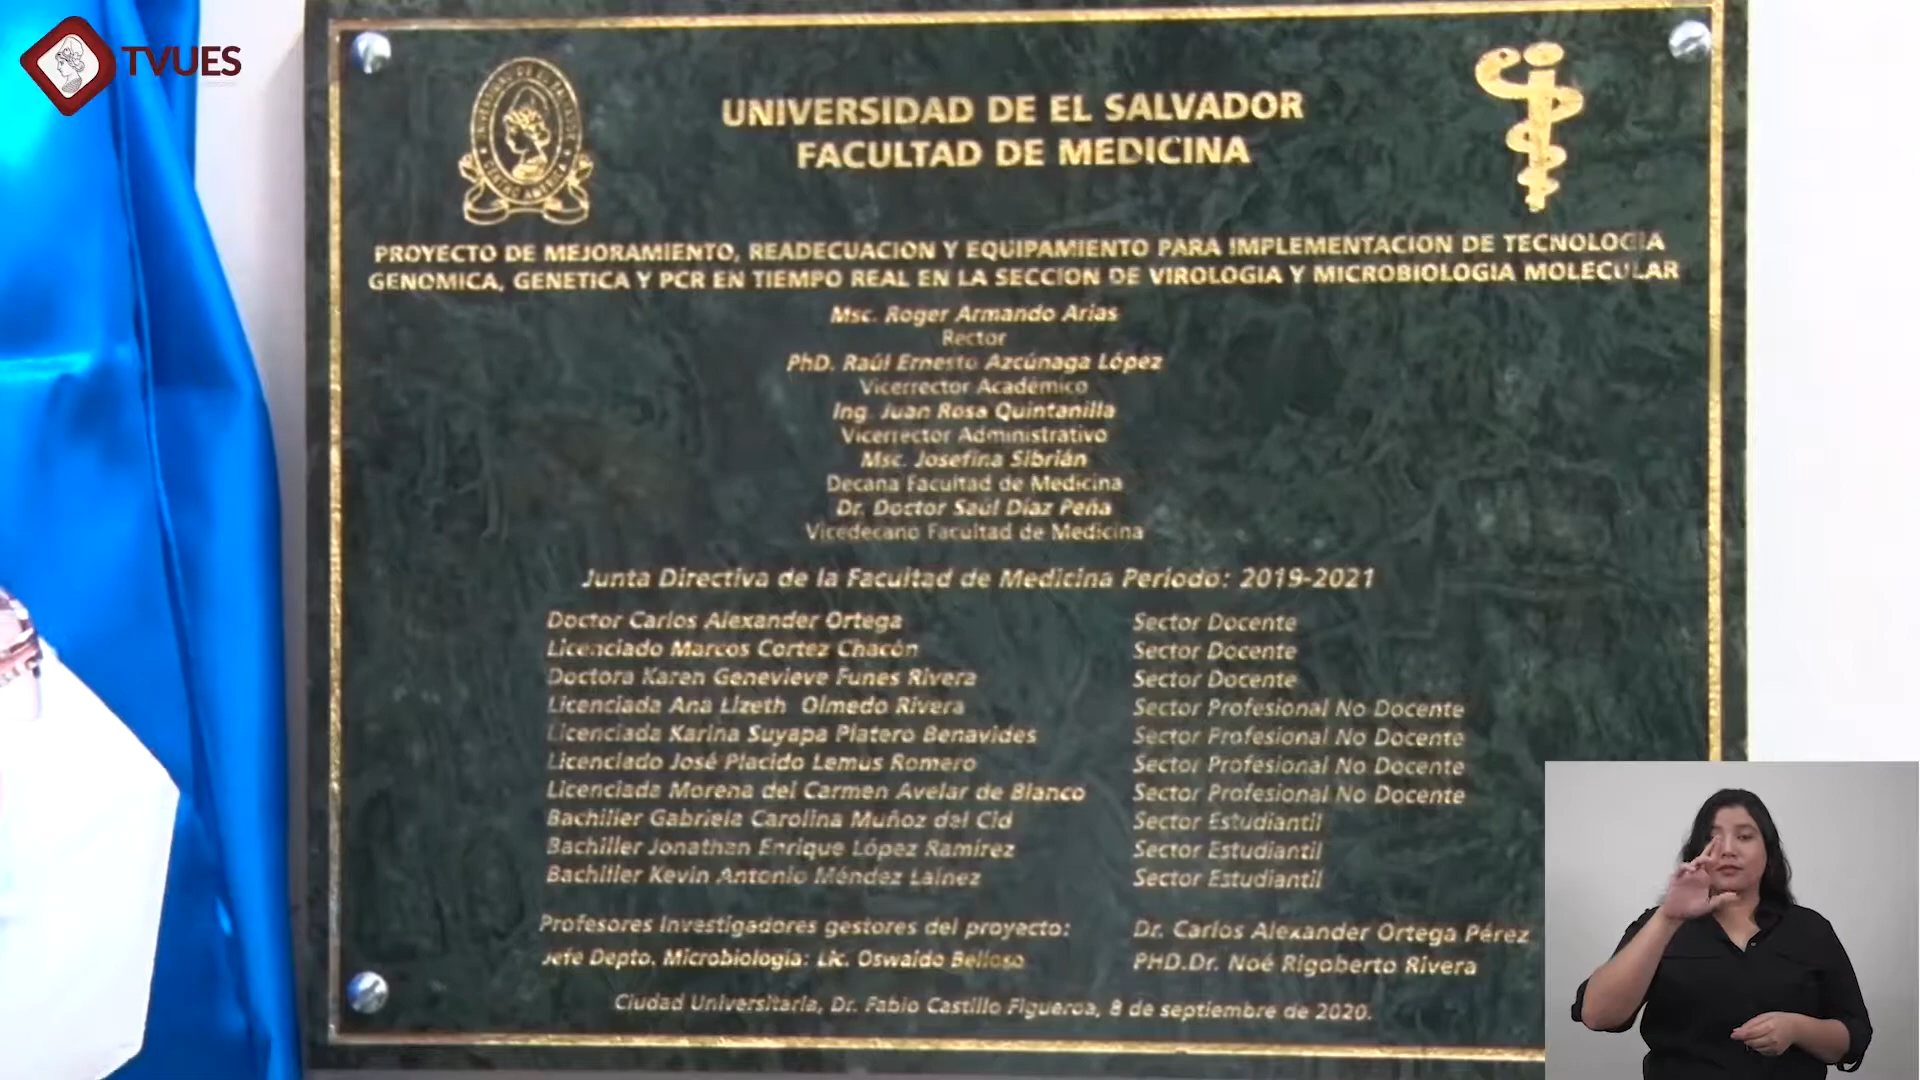 TVUES
UNIVERSIDAD DE EL SALVADOR
FACULTAD DE MEDICINA
PROYECTO DE MEJORAMIENTO, READECUACION Y EQUIPAMIENTO PARA IMPLEMENTACION DE TECNOLOGIA
GENOMICA, GENETICA Y PCR EN TIEMPO REAL EN LA SECCION DE VIROLOGIA Y MICROBIOLOGIA MOLECULAR
Msc. Roger Armando Arias
Rector
PhD. Raúl Ernesto Azcúnaga López
Vicerrector Académico
Ing. Juan Rosa Quintanilla
Vicerrector Administrativo
Msc. Josefina Sibrián
Decana Facultad de Medicina
Dr. Doctor Saúl Díaz Peña
Vicedecano Facultad de Medicina
Junta Directiva de la Facultad de Medicina Periodo: 2019-2021
Doctor Carlos Alexander Ortega Sector Docente
Licenciado Marcos Cortez Chacón Sector Docente
Doctora Karen Genevieve Funes Rivera Sector Docente
Licenciada Ana Lizeth Olmedo Rivera Sector Profesional No Docente
Licenciada Karina Suyapa Platero Benavides Sector Profesional No Docente
Licenciado José Placido Lemus Romero Sector Profesional No Docente
Licenciada Morena del Carmen Avelar de Blanco Sector Profesional No Docente
Bachiller Gabriela Carolina Muñoz del Cid Sector Estudiantil
Bachiller Jonathan Enrique López Ramírez Sector Estudiantil
Bachiller Kevin Antonio Méndez Laínez Sector Estudiantil
Profesores Investigadores gestores del proyecto: Dr. Carlos Alexander Ortega Pérez
Jefe Depto. Microbiología: Lic. Oswaldo Belloso PHD.Dr. Noé Rigoberto Rivera
Ciudad Universitaria, Dr. Fabio Castillo Figueroa, 8 de septiembre de 2020.